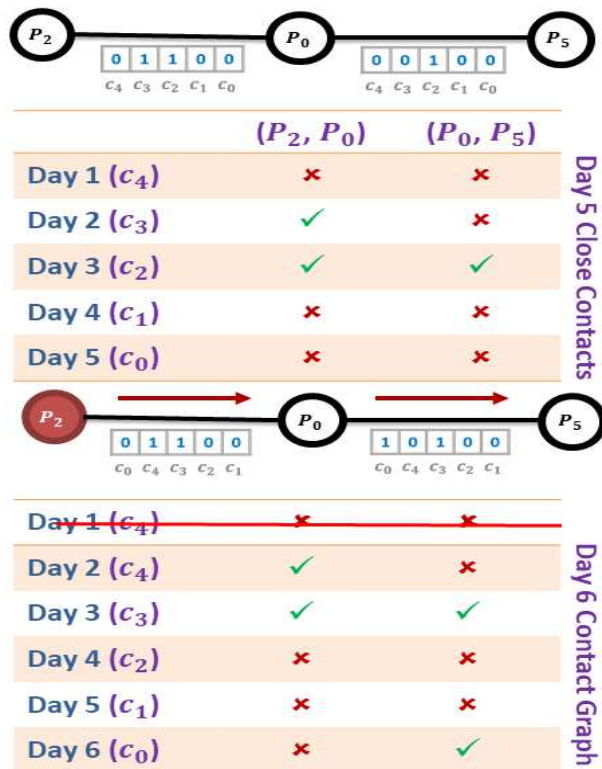 P₂ P₀ P₅
0 1 1 0 0 0 0 1 0 0
c₄ c₃ c₂ c₁ c₀ c₄ c₃ c₂ c₁ c₀
(P₂, P₀) (P₀, P₅)
Day 1 (c₄) × ×
Day 2 (c₃) ✓ ×
Day 3 (c₂) ✓ ✓
Day 4 (c₁) × ×
Day 5 (c₀) × ×
Day 5 Close Contacts
P₂ P₀ P₅
0 1 1 0 0 1 0 1 0 0
c₀ c₄ c₃ c₂ c₁ c₀ c₄ c₃ c₂ c₁
Day 1 (c₄) × ×
Day 2 (c₄) ✓ ×
Day 3 (c₃) ✓ ✓
Day 4 (c₂) × ×
Day 5 (c₁) × ×
Day 6 (c₀) × ✓
Day 6 Contact Graph